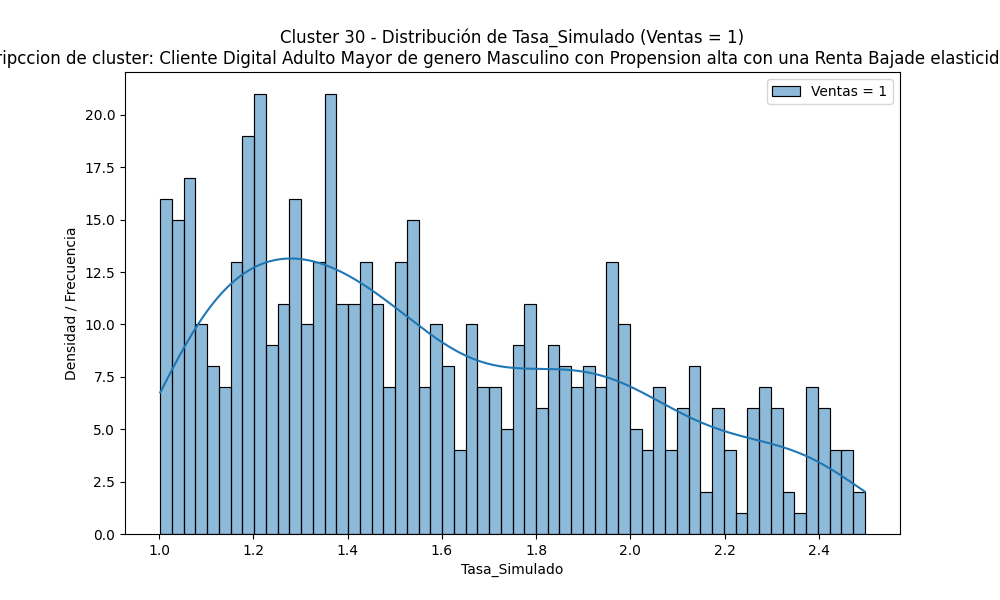 Cluster 30 - Distribución de Tasa_Simulado (Ventas = 1)
ripccion de cluster: Cliente Digital Adulto Mayor de genero Masculino con Propension alta con una Renta Bajade elasticid
Ventas = 1
Densidad / Frecuencia
20.0
17.5
15.0
12.5
10.0
7.5
5.0
2.5
0.0
1.0 1.2 1.4 1.6 1.8 2.0 2.2 2.4
Tasa_Simulado